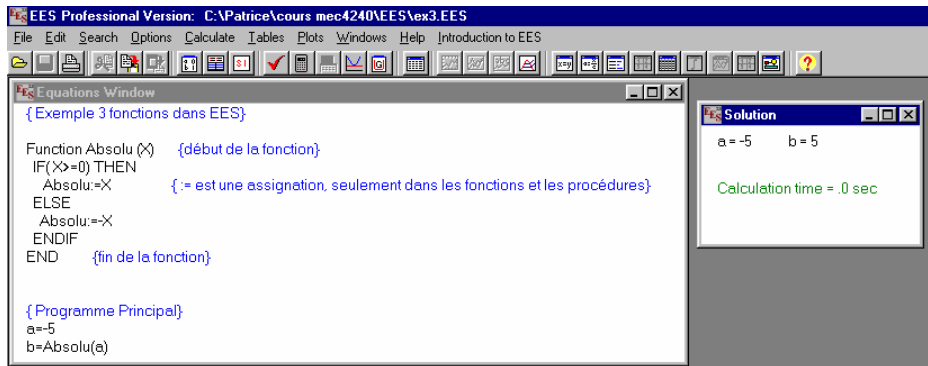 EES Professional Version: C:\Patrice\cours mec4240\EES\ex3.EES
File Edit Search Options Calculate Tables Plots Windows Help Introduction to EES
Equations Window
{ Exemple 3 fonctions dans EES}
Function Absolu (X) {début de la fonction}
IF(X>=0) THEN
Absolu:=X { := est une assignation, seulement dans les fonctions et les procédures}
ELSE
Absolu:=-X
ENDIF
END {fin de la fonction}
{ Programme Principal}
a=-5
b=Absolu(a)
Solution
a = -5 b = 5
Calculation time = .0 sec